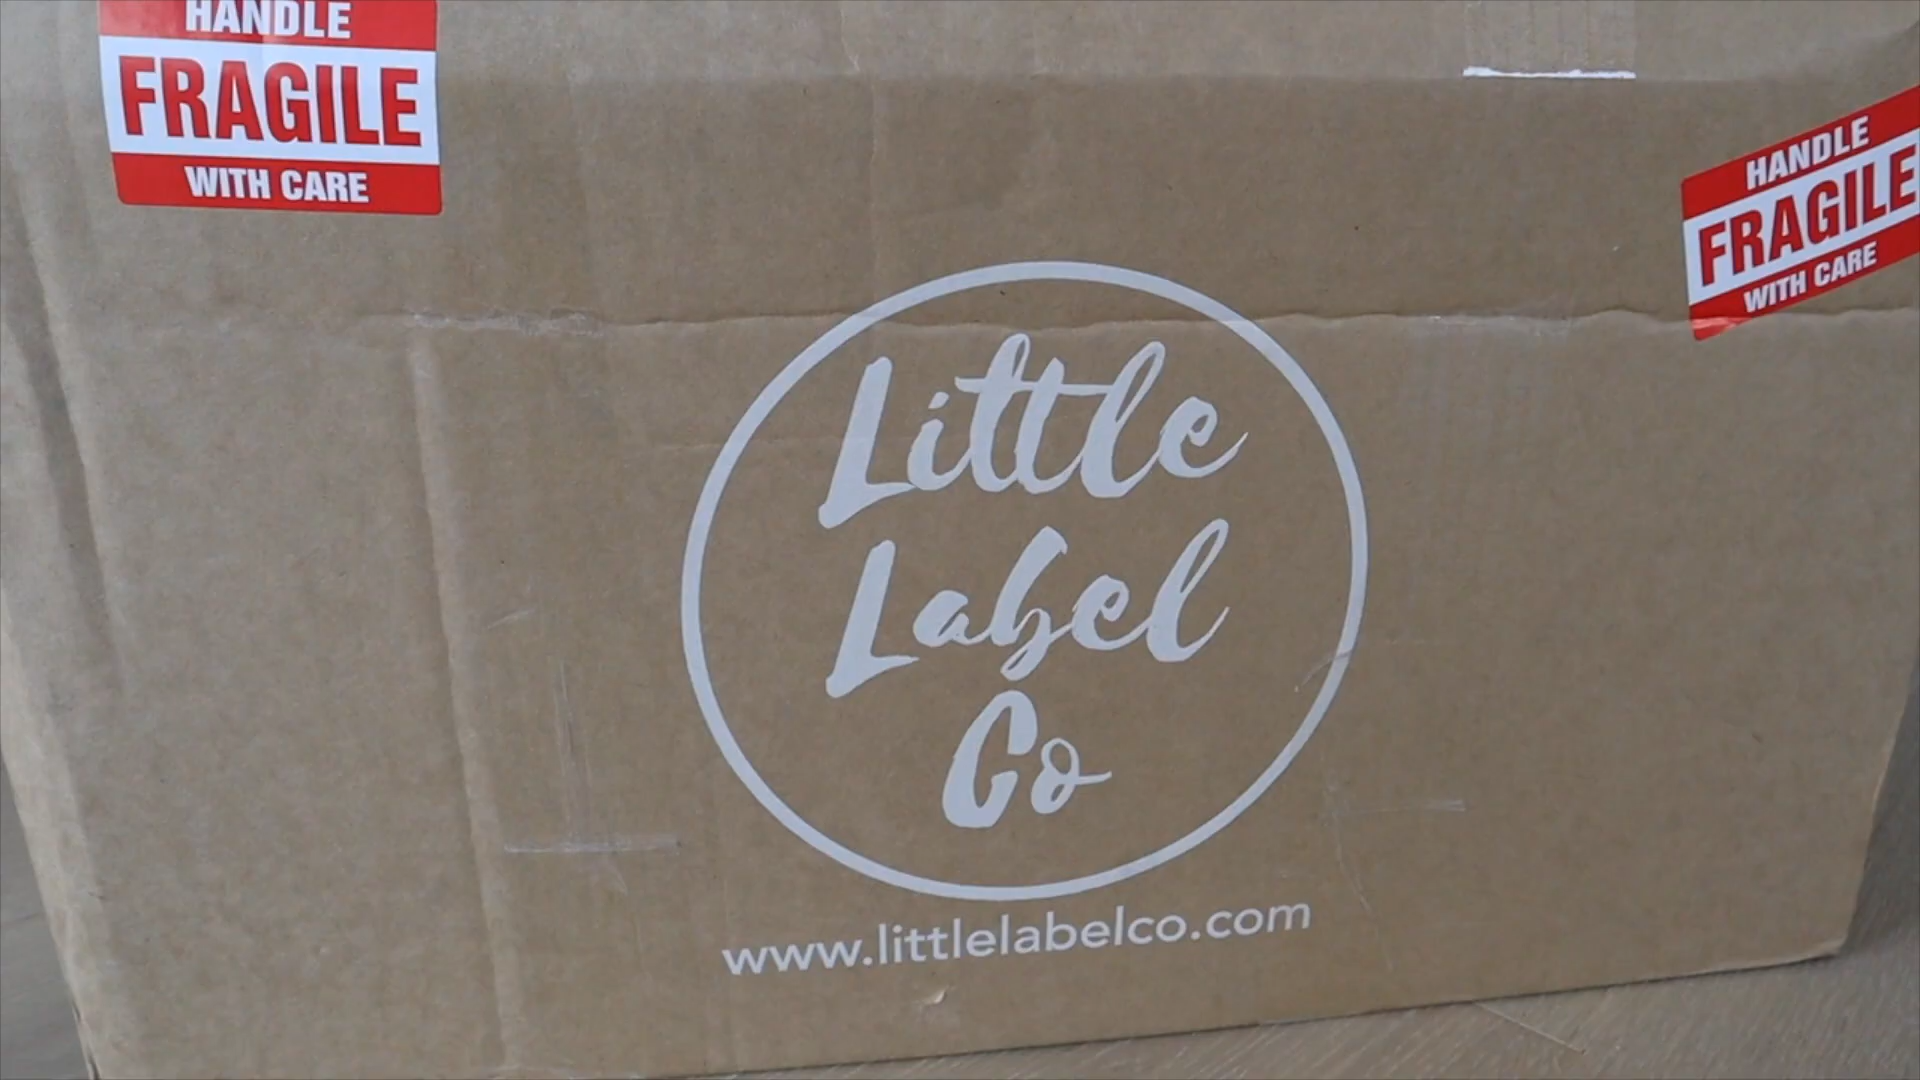 HANDLE
FRAGILE
WITH CARE
HANDLE
FRAGILE
WITH CARE
Little
Label
Co
www.littlelabelco.com